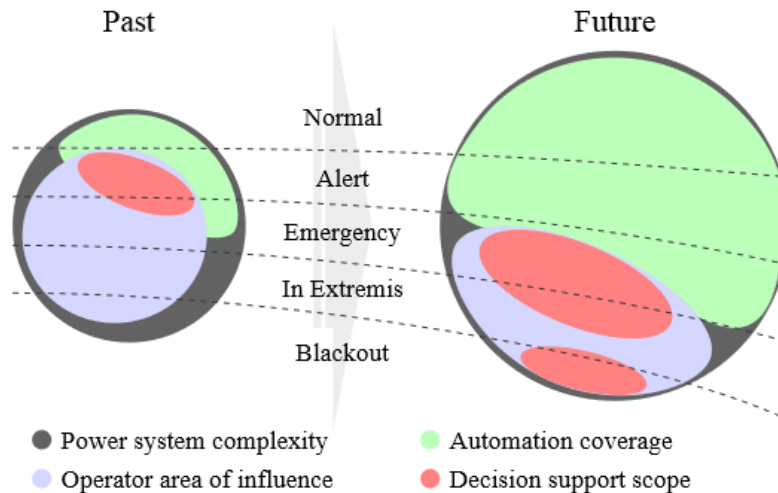 Past
Future
Normal
Alert
Emergency
In Extremis
Blackout
Power system complexity
Automation coverage
Operator area of influence
Decision support scope